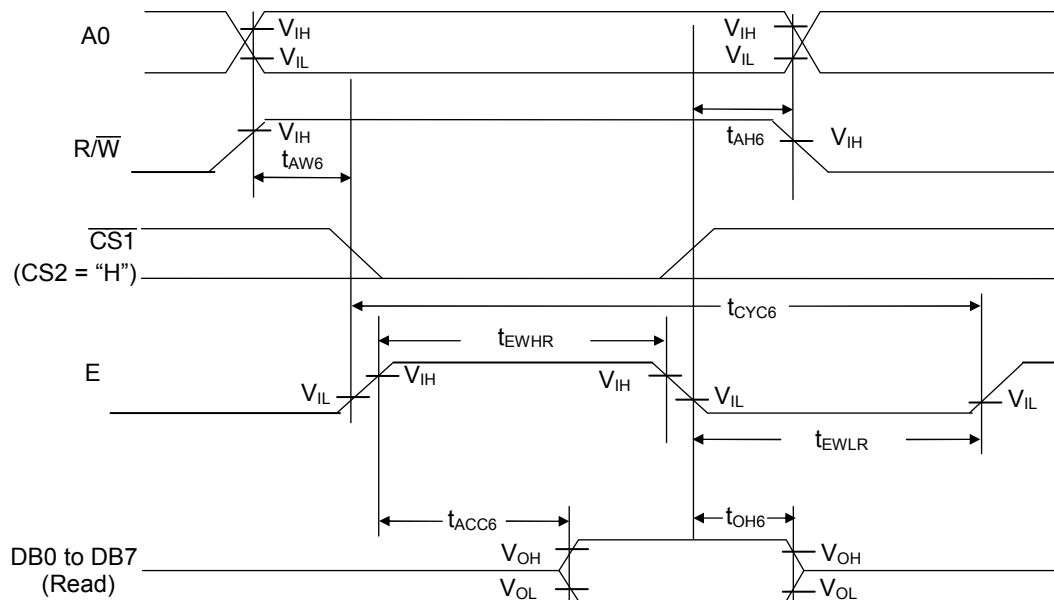 A0
V_IH
V_IL
V_IH
V_IL
R/W̅
V_IH
t_AW6
t_AH6
V_IH
C̅S̅1̅
(CS2 = “H”)
t_CYC6
t_EWHR
E
V_IL
V_IH
V_IH
V_IL
V_IL
t_EWLR
t_ACC6
t_OH6
DB0 to DB7
(Read)
V_OH
V_OL
V_OH
V_OL